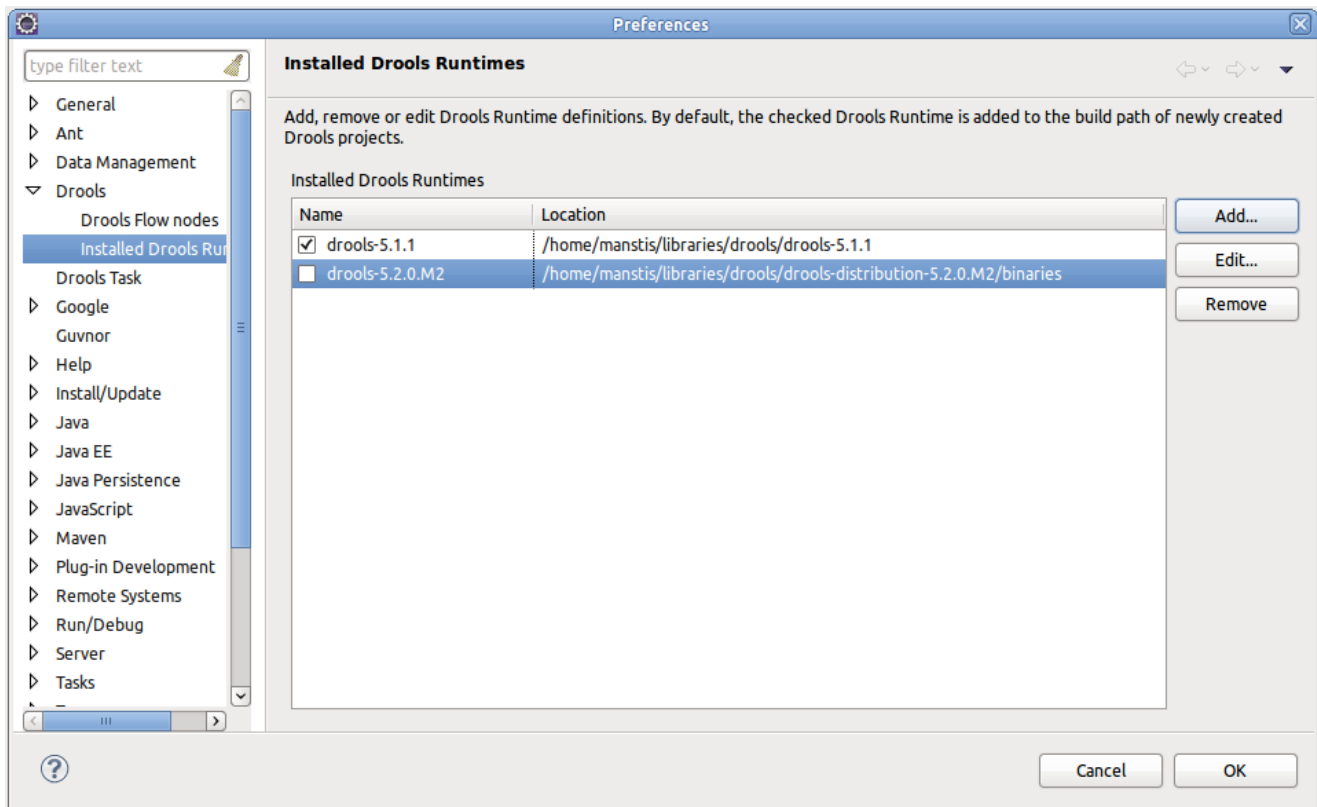 Preferences
type filter text
General
Ant
Data Management
Drools
Drools Flow nodes
Installed Drools Rur
Drools Task
Google
Guvnor
Help
Install/Update
Java
Java EE
Java Persistence
JavaScript
Maven
Plug-in Development
Remote Systems
Run/Debug
Server
Tasks
Installed Drools Runtimes
Add, remove or edit Drools Runtime definitions. By default, the checked Drools Runtime is added to the build path of newly created
Drools projects.
Installed Drools Runtimes
Name Location
drools-5.1.1 /home/manstis/libraries/drools/drools-5.1.1
drools-5.2.0.M2 /home/manstis/libraries/drools/drools-distribution-5.2.0.M2/binaries
Add...
Edit...
Remove
?
Cancel OK